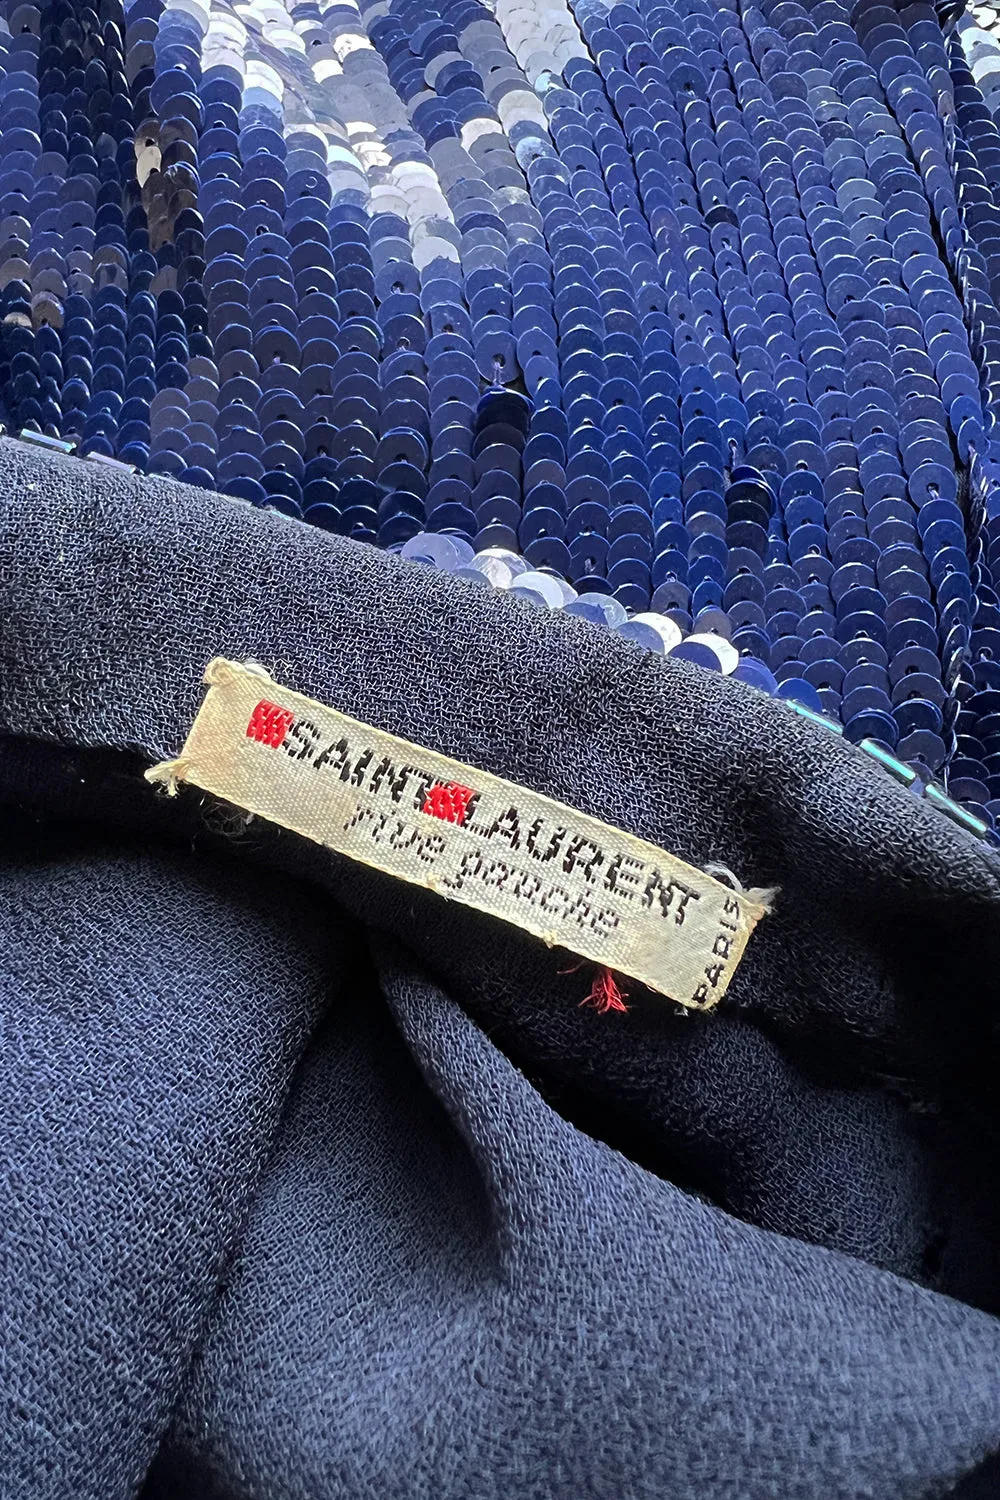 SAINT LAURENT
rive gauche
PARIS